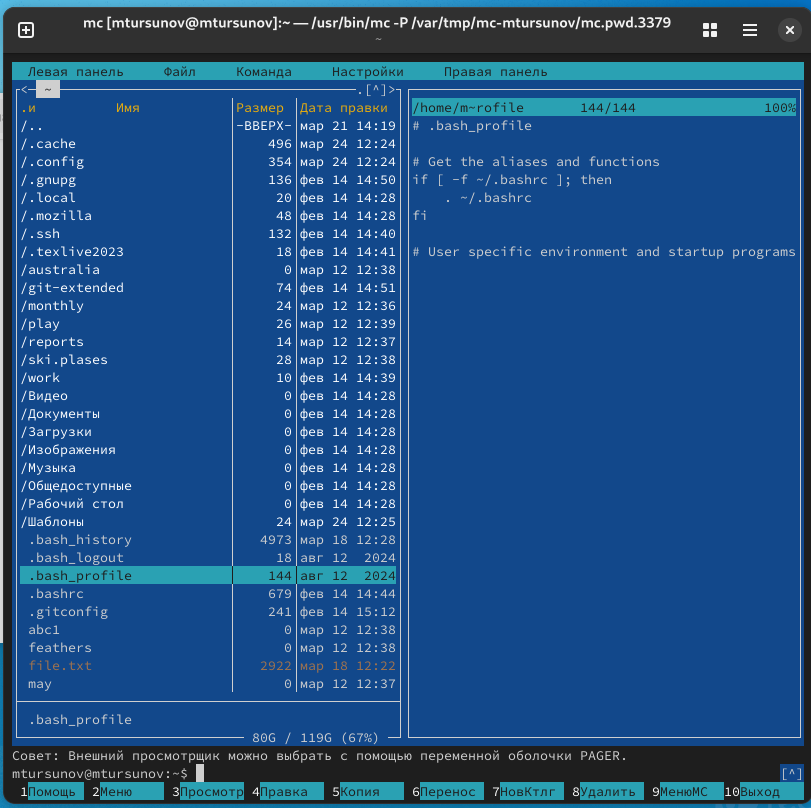 mc [mtursunov@mtursunov]:~ — /usr/bin/mc -P /var/tmp/mc-mtursunov/mc.pwd.3379
~
Левая панель Файл Команда Настройки Правая панель
<─ ~ .[^]>
.и Имя Размер Дата правки
/.. -ВВЕРХ- мар 21 14:19
/.cache 496 мар 24 12:24
/.config 354 мар 24 12:24
/.gnupg 136 фев 14 14:50
/.local 20 фев 14 14:28
/.mozilla 48 фев 14 14:28
/.ssh 132 фев 14 14:40
/.texlive2023 18 фев 14 14:41
/australia 0 мар 12 12:38
/git-extended 74 фев 14 14:51
/monthly 24 мар 12 12:36
/play 26 мар 12 12:39
/reports 14 мар 12 12:37
/ski.plases 28 мар 12 12:38
/work 10 фев 14 14:39
/Видео 0 фев 14 14:28
/Документы 0 фев 14 14:28
/Загрузки 0 фев 14 14:28
/Изображения 0 фев 14 14:28
/Музыка 0 фев 14 14:28
/Общедоступные 0 фев 14 14:28
/Рабочий стол 0 фев 14 14:28
/Шаблоны 24 мар 24 12:25
.bash_history 4973 мар 18 12:28
.bash_logout 18 авг 12 2024
.bash_profile 144 авг 12 2024
.bashrc 679 фев 14 14:44
.gitconfig 241 фев 14 15:12
abc1 0 мар 12 12:38
feathers 0 мар 12 12:38
file.txt 2922 мар 18 12:22
may 0 мар 12 12:37
.bash_profile
80G / 119G (67%)
/home/m~rofile 144/144 100%
# .bash_profile
# Get the aliases and functions
if [ -f ~/.bashrc ]; then
. ~/.bashrc
fi
# User specific environment and startup programs
Совет: Внешний просмотрщик можно выбрать с помощью переменной оболочки PAGER.
mtursunov@mtursunov:~$ [^]
1Помощь 2Меню 3Просмотр 4Правка 5Копия 6Перенос 7НовКтлг 8Удалить 9МенюMC 10Выход